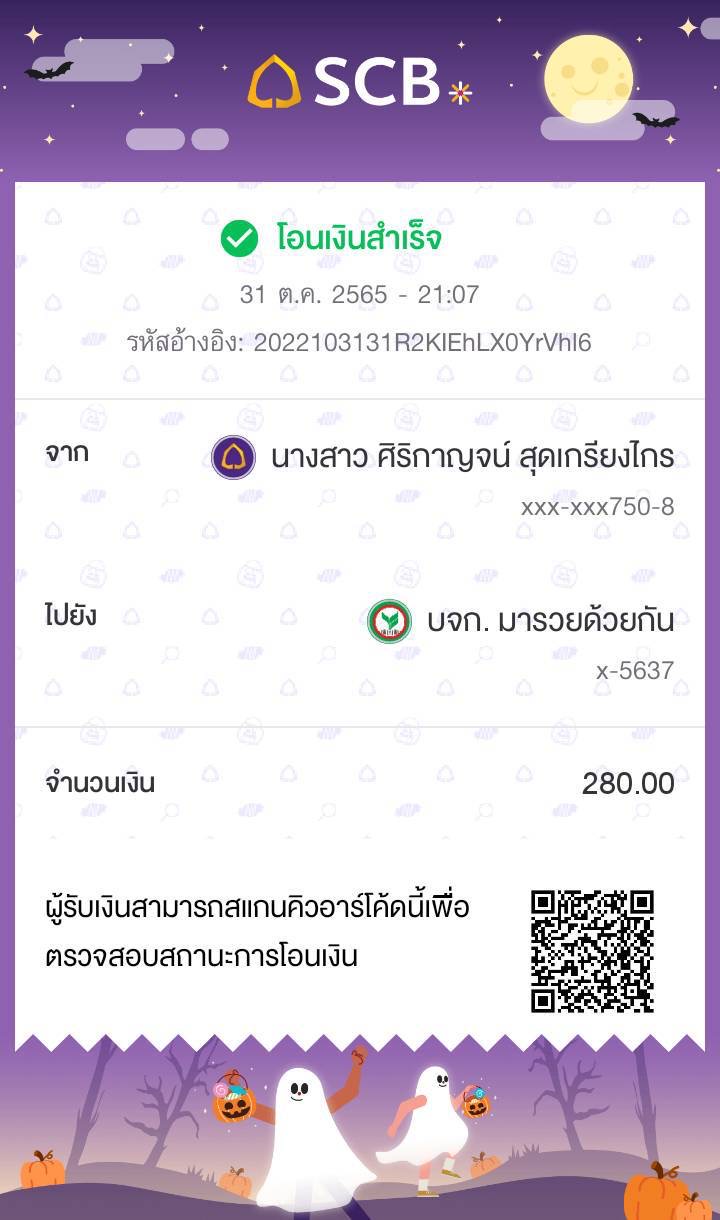 SCB
โอนเงินสำเร็จ
31 ต.ค. 2565 - 21:07
รหัสอ้างอิง: 2022103131R2KIEhLX0YrVhI6
จาก นางสาว ศิริกาญจน์ สุดเกรียงไกร
xxx-xxx750-8
ไปยัง บจก. มารวยด้วยกัน
x-5637
จำนวนเงิน 280.00
ผู้รับเงินสามารถสแกนคิวอาร์โค้ดนี้เพื่อ
ตรวจสอบสถานะการโอนเงิน